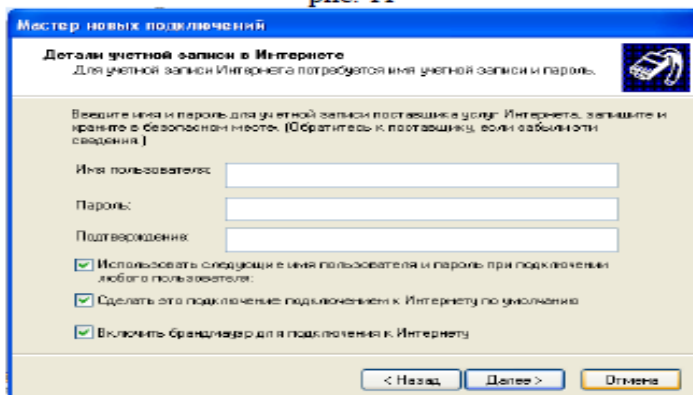 рис. 11
Мастер новых подключений
Детали учетной записи в Интернете
Для учетной записи Интернета потребуется имя учетной записи и пароль.
Введите имя и пароль для учетной записи поставщика услуг Интернета, запишите и
храните в безопасном месте. (Обратитесь к поставщику, если забыли эти
сведения.)
Имя пользователя:
Пароль:
Подтверждение:
Использовать следующие имя пользователя и пароль при подключении
любого пользователя:
Сделать это подключение подключением к Интернету по умолчанию
Включить брандмауэр для подключения к Интернету
< Назад
Далее >
Отмена